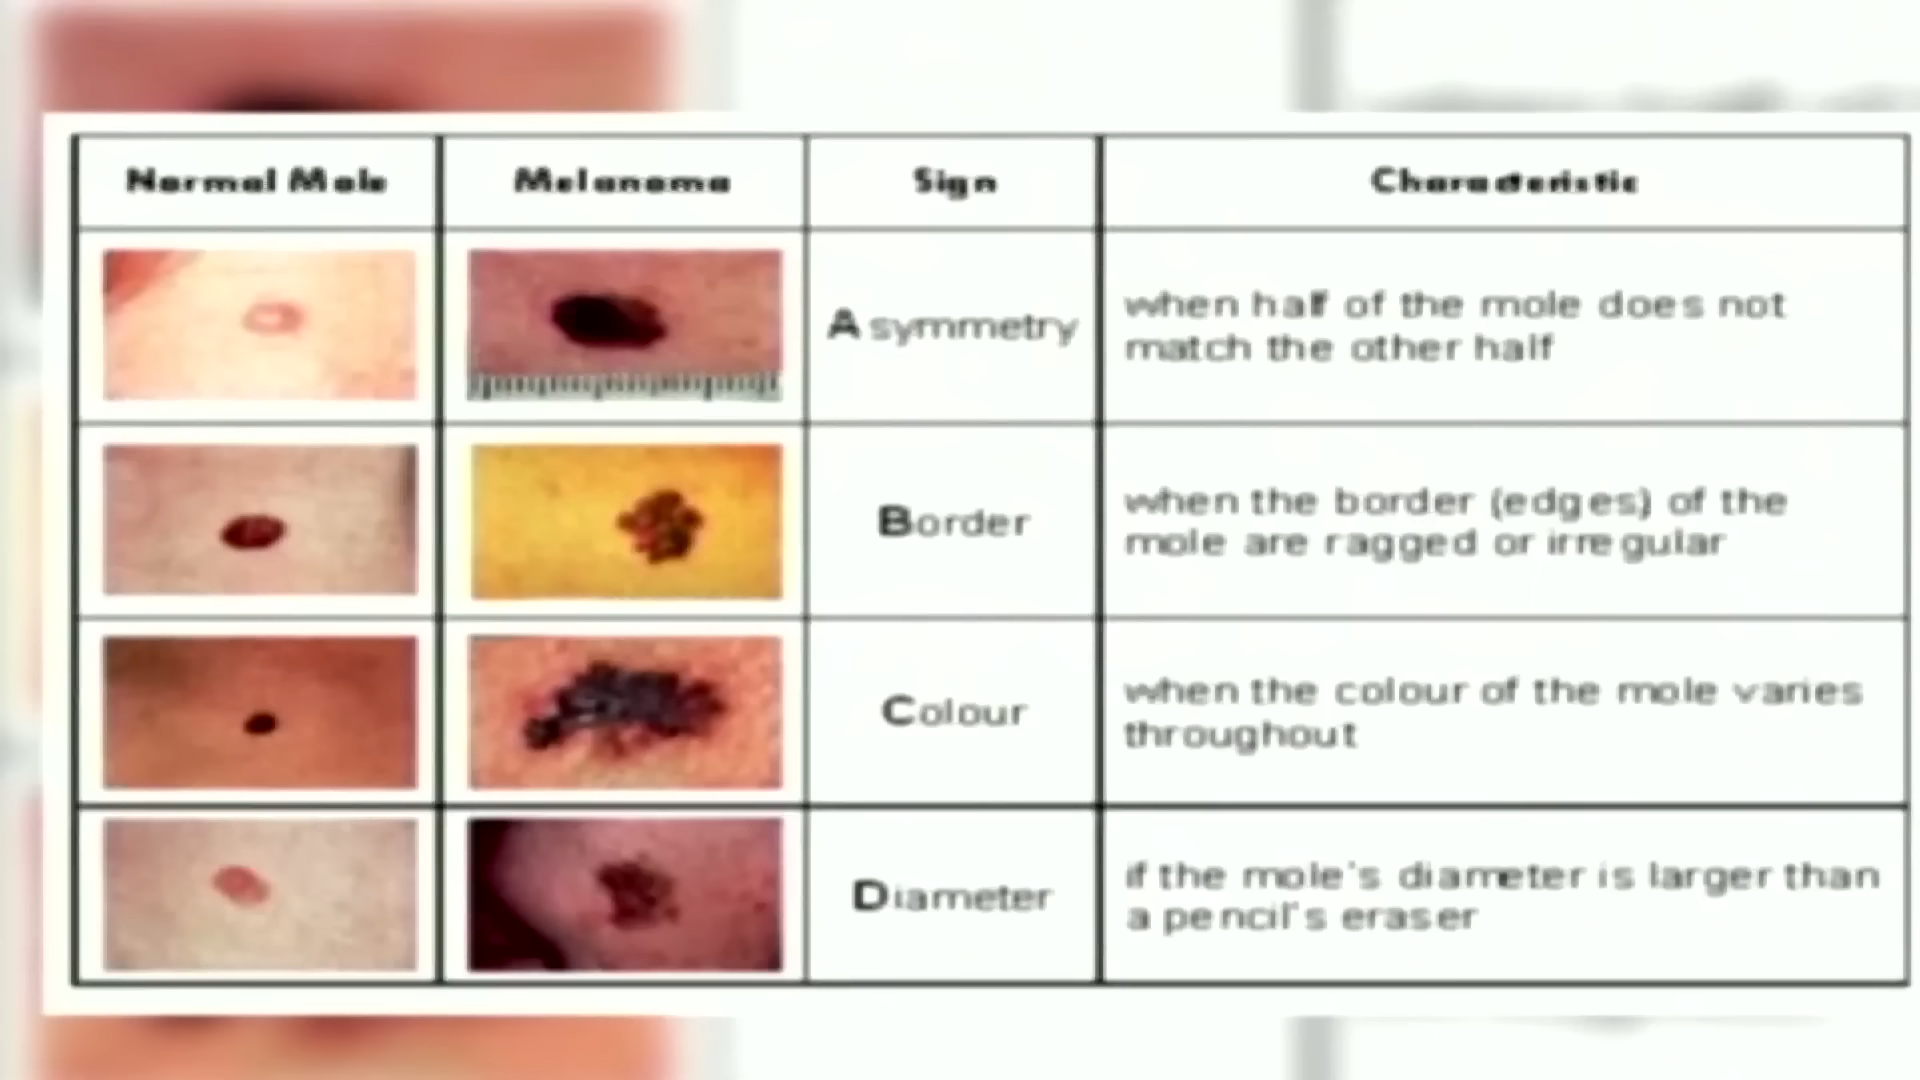 Normal Mole Melanoma Sign Characteristic
Asymmetry
when half of the mole does not
match the other half
Border
when the border (edges) of the
mole are ragged or irregular
Colour
when the colour of the mole varies
throughout
Diameter
if the mole's diameter is larger than
a pencil's eraser